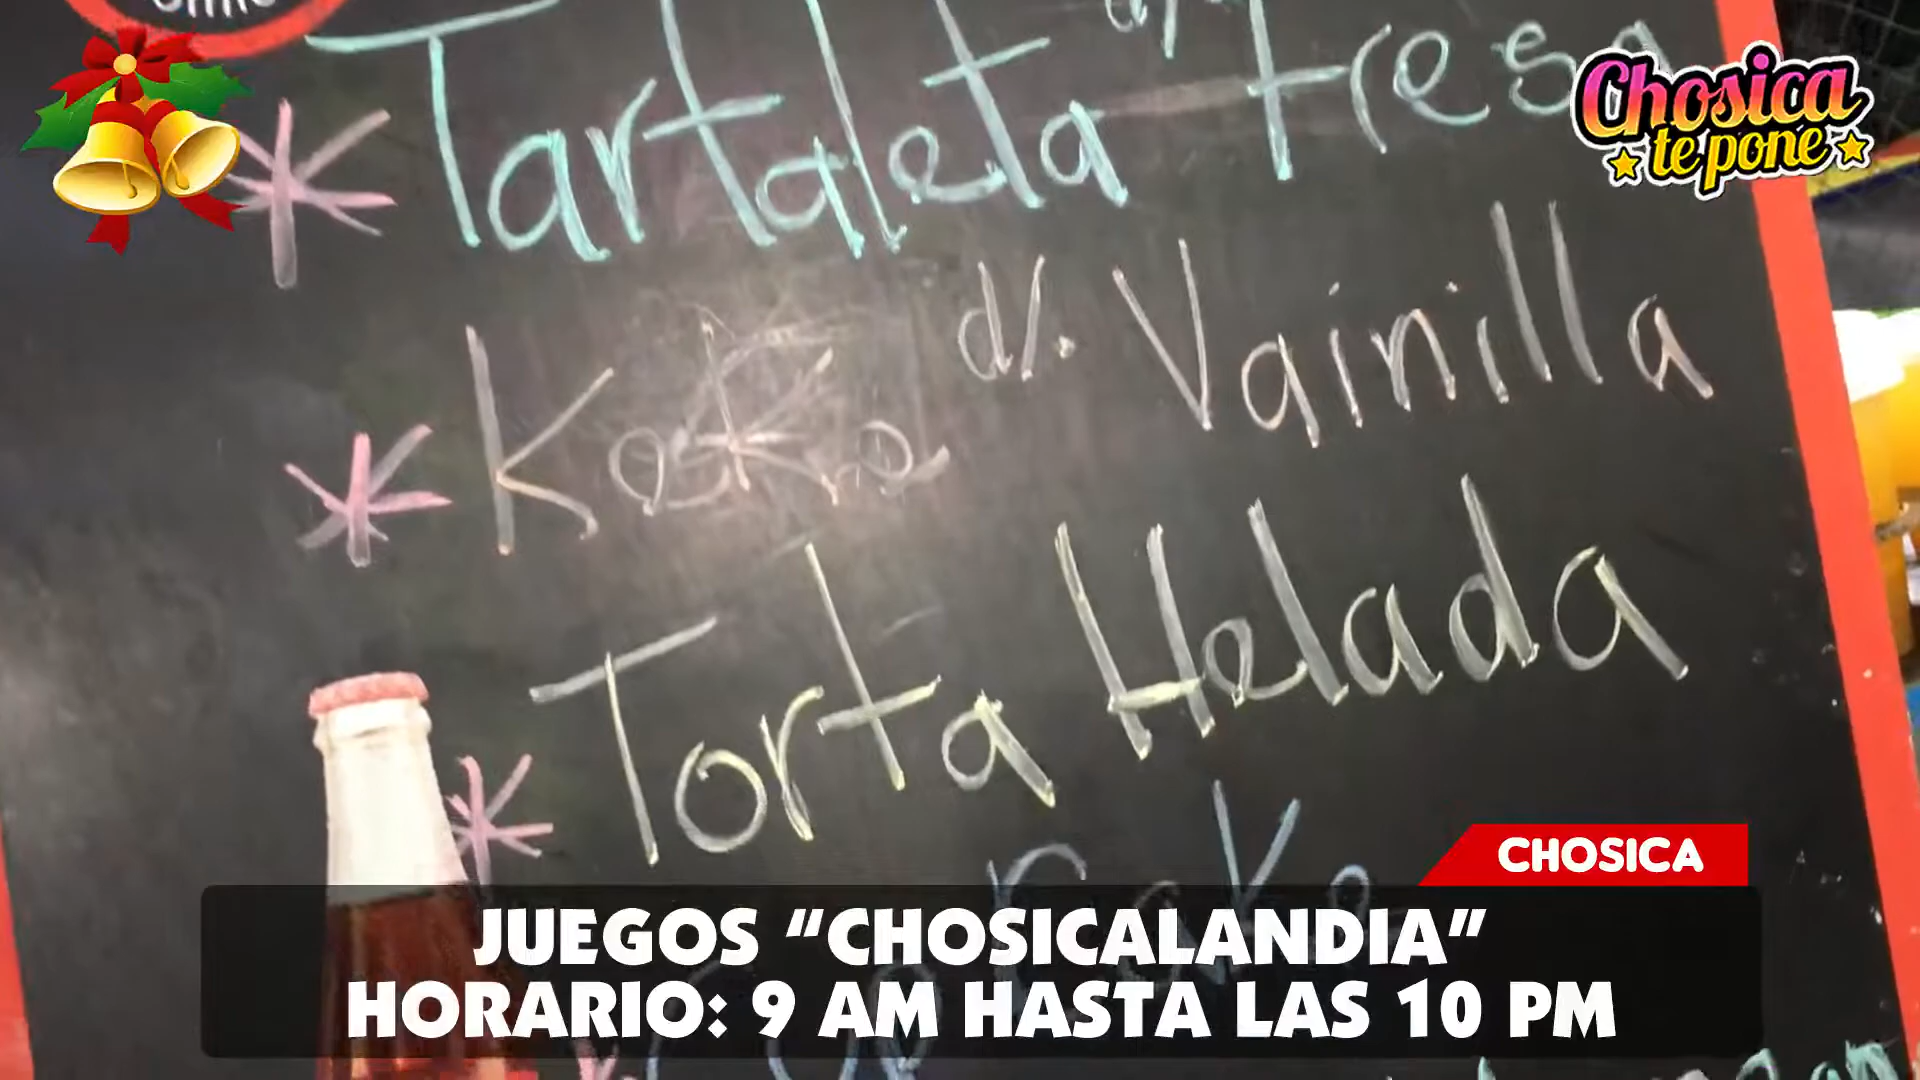 Tartaleta d/ fresa
Chosica
te pone
* Keke d/. Vainilla
* Torta Helada
CHOSICA
JUEGOS “CHOSICALANDIA”
HORARIO: 9 AM HASTA LAS 10 PM